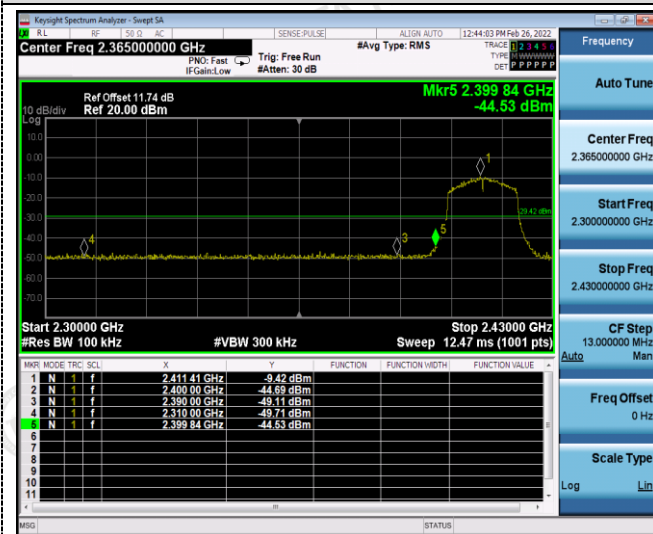 Keysight Spectrum Analyzer - Swept SA
RL RF 50 Ω AC SENSE:PULSE ALIGN AUTO 12:44:03 PM Feb 26, 2022
Center Freq 2.365000000 GHz
PNO: Fast
IFGain:Low
Trig: Free Run
#Atten: 30 dB
#Avg Type: RMS
TRACE 1 2 3 4 5 6
TYPE M WWWWW
DET P P P P P P
Frequency
Mkr5 2.399 84 GHz
-44.53 dBm
Ref Offset 11.74 dB
10 dB/div Ref 20.00 dBm
Log
10.0
0.00
-10.0
-20.0
-30.0
-40.0
-50.0
-60.0
-70.0
1
-29.42 dBm
5
3
4
Start 2.30000 GHz Stop 2.43000 GHz
#Res BW 100 kHz #VBW 300 kHz Sweep 12.47 ms (1001 pts)
MKR MODE TRC SCL X Y FUNCTION FUNCTION WIDTH FUNCTION VALUE
1 N 1 f 2.411 41 GHz -9.42 dBm
2 N 1 f 2.400 00 GHz -44.69 dBm
3 N 1 f 2.390 00 GHz -49.11 dBm
4 N 1 f 2.310 00 GHz -49.71 dBm
5 N 1 f 2.399 84 GHz -44.53 dBm
6
7
8
9
10
11
MSG STATUS
Auto Tune
Center Freq
2.365000000 GHz
Start Freq
2.300000000 GHz
Stop Freq
2.430000000 GHz
CF Step
13.000000 MHz
Auto Man
Freq Offset
0 Hz
Scale Type
Log Lin